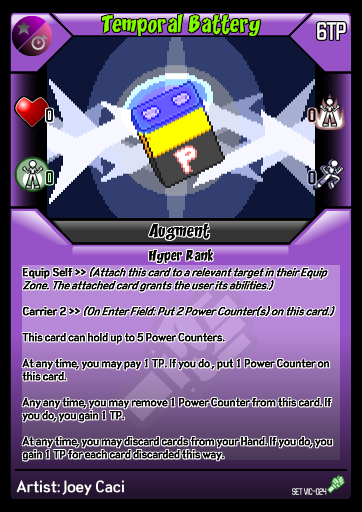 Temporal Battery
6TP
0
0
0
0
P
Augment
Hyper Rank
Equip Self >> (Attach this card to a relevant target in their Equip
Zone. The attached card grants the user its abilities.)
Carrier 2 >> (On Enter Field: Put 2 Power Counter(s) on this card.)
This card can hold up to 5 Power Counters.
At any time, you may pay 1 TP. If you do , put 1 Power Counter on
this card.
Any any time, you may remove 1 Power Counter from this card. If
you do, you gain 1 TP.
At any time, you may discard cards from your Hand. If you do, you
gain 1 TP for each card discarded this way.
Artist: Joey Caci
SET VIC-024